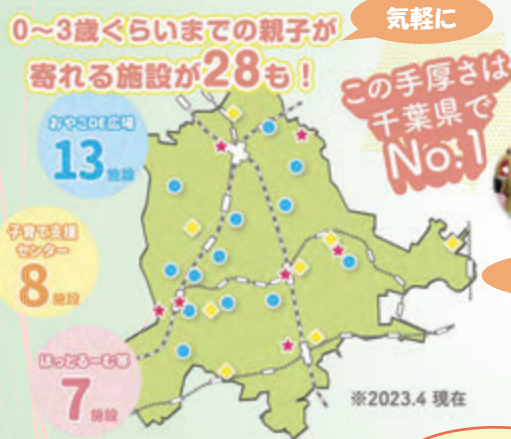 0～3歳ぐらいまでの親子が
気軽に
寄れる施設が28も！
この手厚さは
千葉県で
No.1
おやこDE広場
13施設
子育て支援
センター
8施設
ほっとるーむ等
7施設
※2023.4 現在